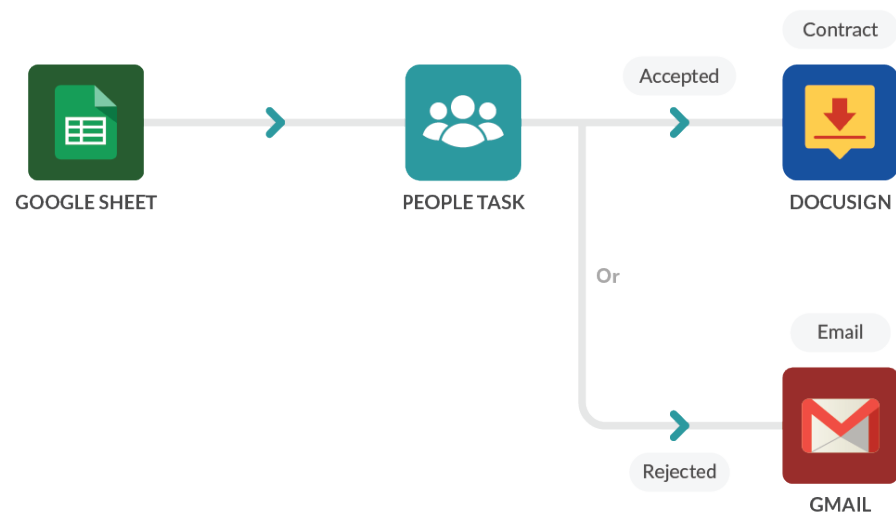 Contract
Accepted
GOOGLE SHEET
PEOPLE TASK
DOCUSIGN
Or
Email
Rejected
GMAIL